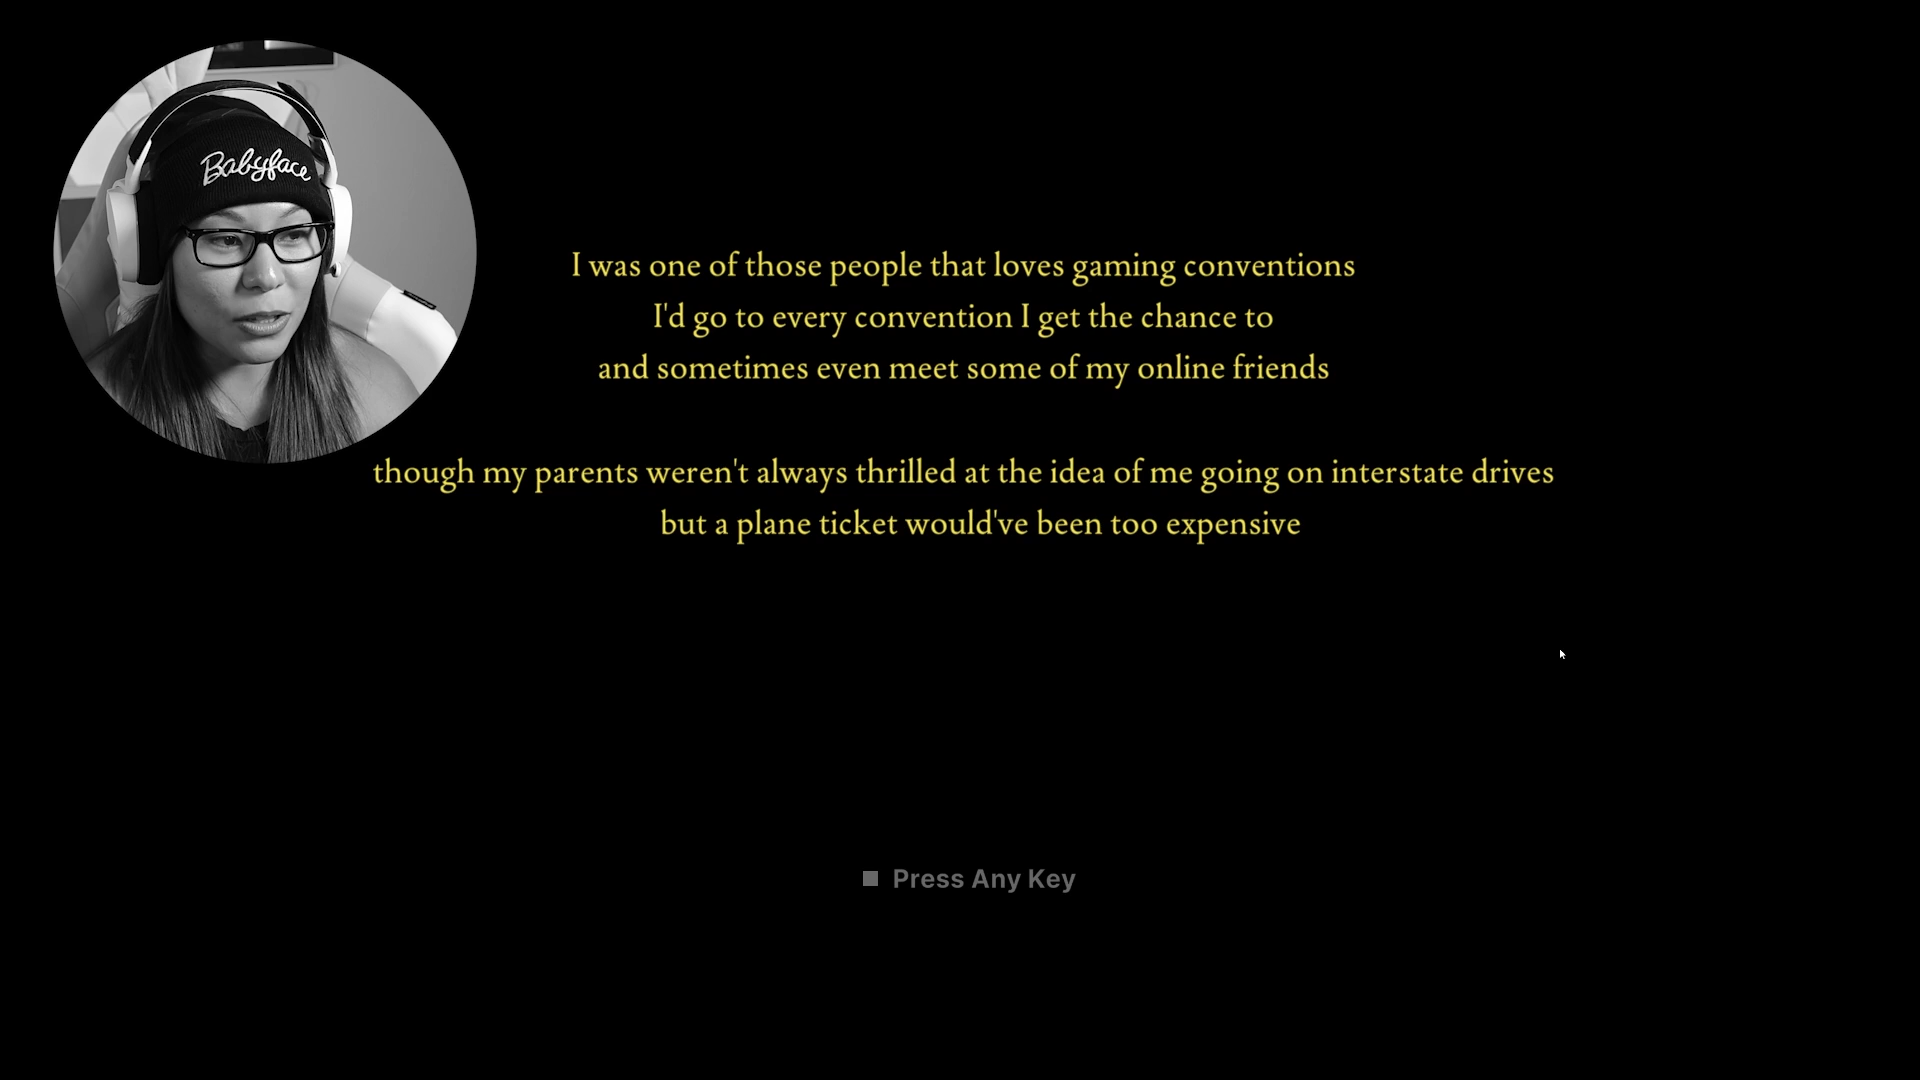 Babyface
I was one of those people that loves gaming conventions
I'd go to every convention I get the chance to
and sometimes even meet some of my online friends
though my parents weren't always thrilled at the idea of me going on interstate drives
but a plane ticket would've been too expensive
Press Any Key